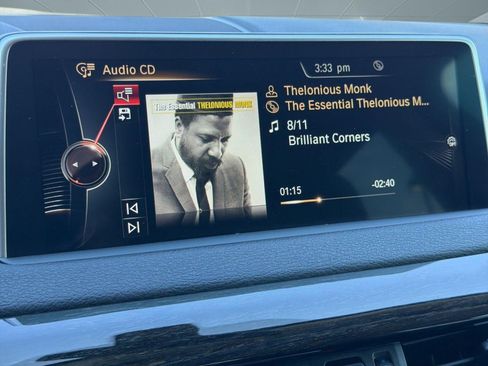 Audio CD
3:33 pm
The Essential THELONIOUS MONK
Thelonious Monk
The Essential Thelonious M...
8/11
Brilliant Corners
01:15
-02:40